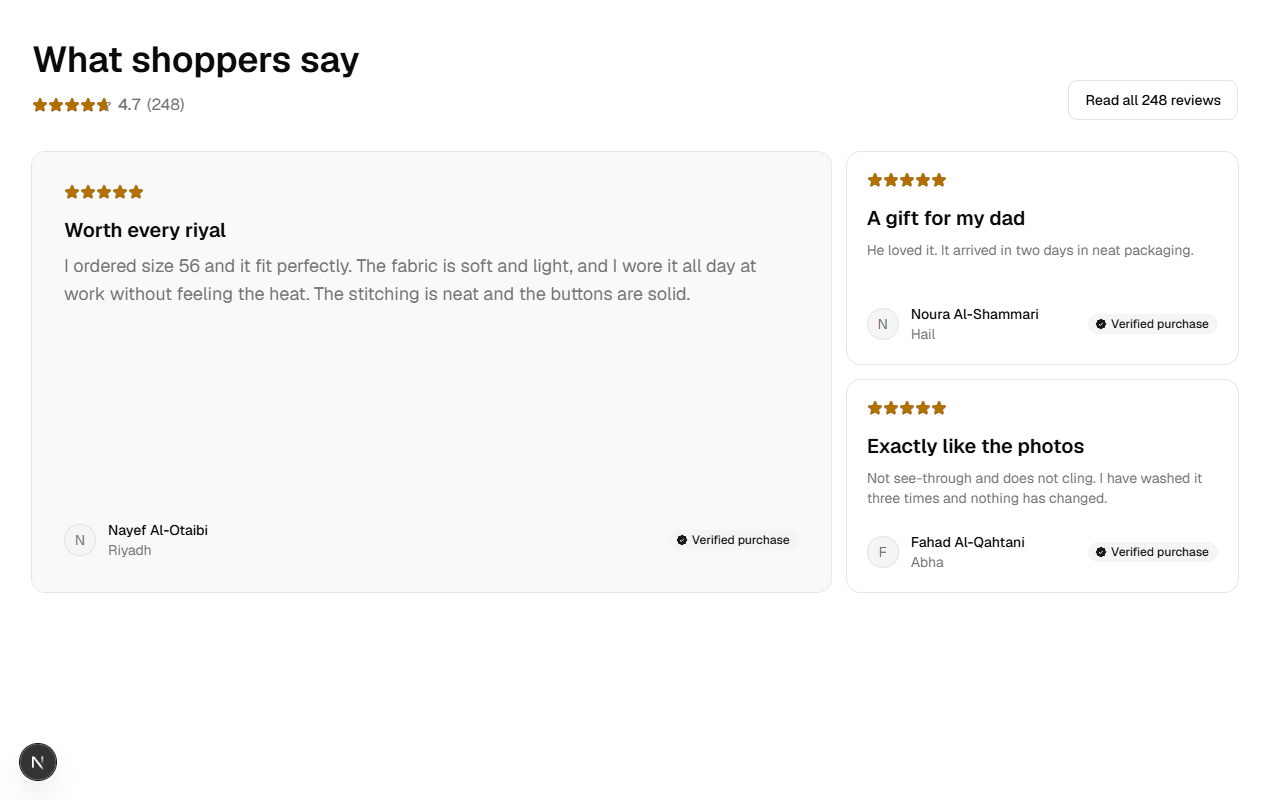 What shoppers say
4.7 (248)
Read all 248 reviews
Worth every riyal
I ordered size 56 and it fit perfectly. The fabric is soft and light, and I wore it all day at
work without feeling the heat. The stitching is neat and the buttons are solid.
N
Nayef Al-Otaibi
Riyadh
Verified purchase
A gift for my dad
He loved it. It arrived in two days in neat packaging.
N
Noura Al-Shammari
Hail
Verified purchase
Exactly like the photos
Not see-through and does not cling. I have washed it
three times and nothing has changed.
F
Fahad Al-Qahtani
Abha
Verified purchase
N